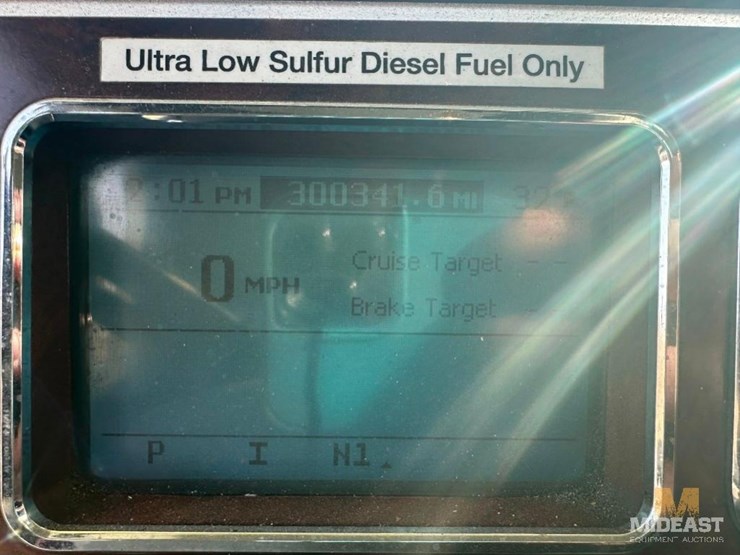 Ultra Low Sulfur Diesel Fuel Only
2:01 PM 300341.6 MI
0 MPH
Cruise Target - -
Brake Target - -
P I N1
MIDEAST
EQUIPMENT AUCTIONS